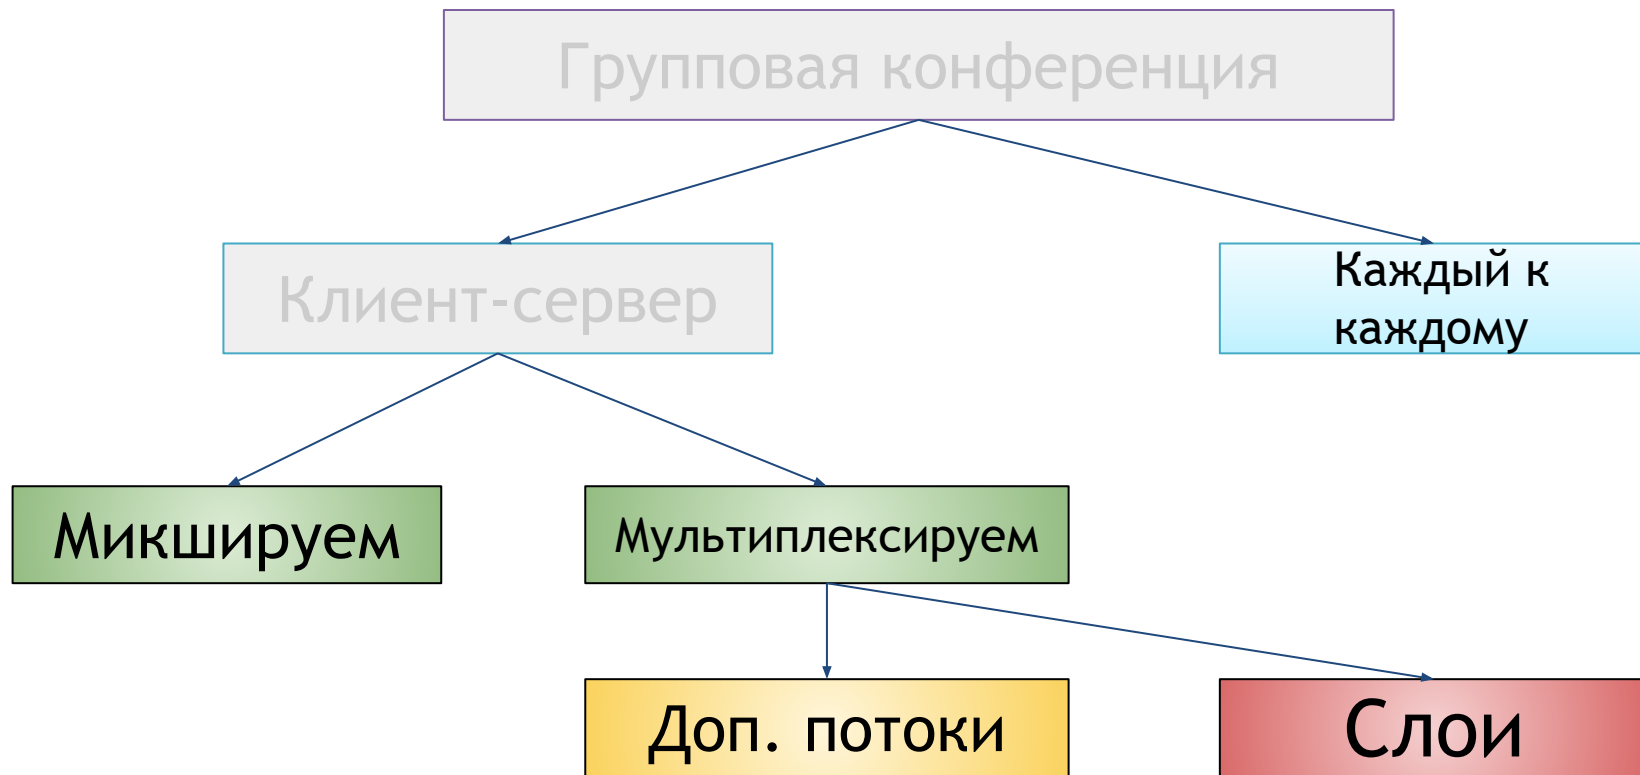 Групповая конференция
Клиент-сервер
Каждый к
каждому
Микшируем
Мультиплексируем
Доп. потоки
Слои